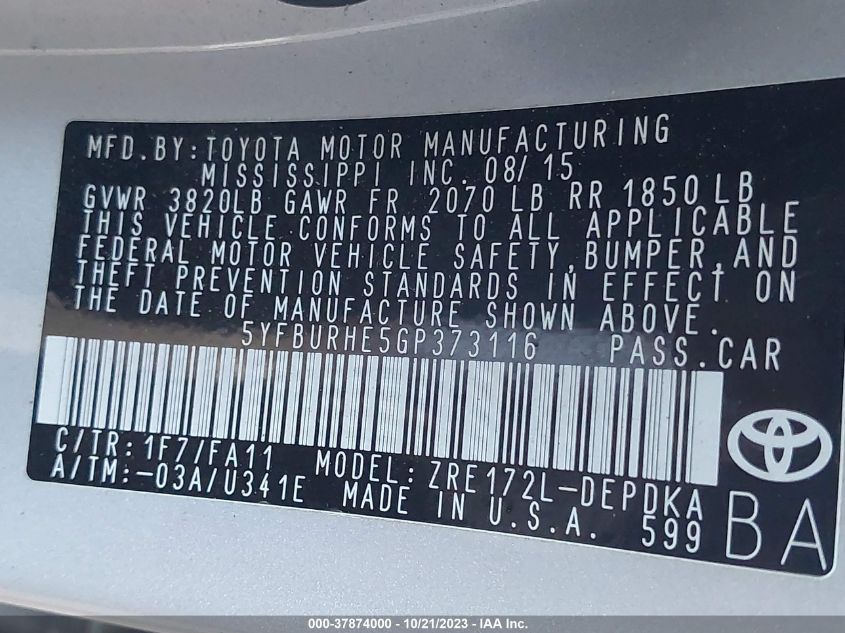 MFD.BY:TOYOTA MOTOR MANUFACTURING
MISSISSIPPI INC. 08/15
GVWR 3820LB GAWR FR 2070LB RR 1850LB
THIS VEHICLE CONFORMS TO ALL APPLICABLE
FEDERAL MOTOR VEHICLE SAFETY,BUMPER,AND
THEFT PREVENTION STANDARDS IN EFFECT ON
THE DATE OF MANUFACTURE SHOWN ABOVE.
5YFBURHE5GP373116 PASS.CAR
C/TR:1F7/FA11 MODEL:ZRE172L-DEPDKA
A/TM:-03A/U341E MADE IN U.S.A. 599
BA
000-37874000 - 10/21/2023 - IAA Inc.